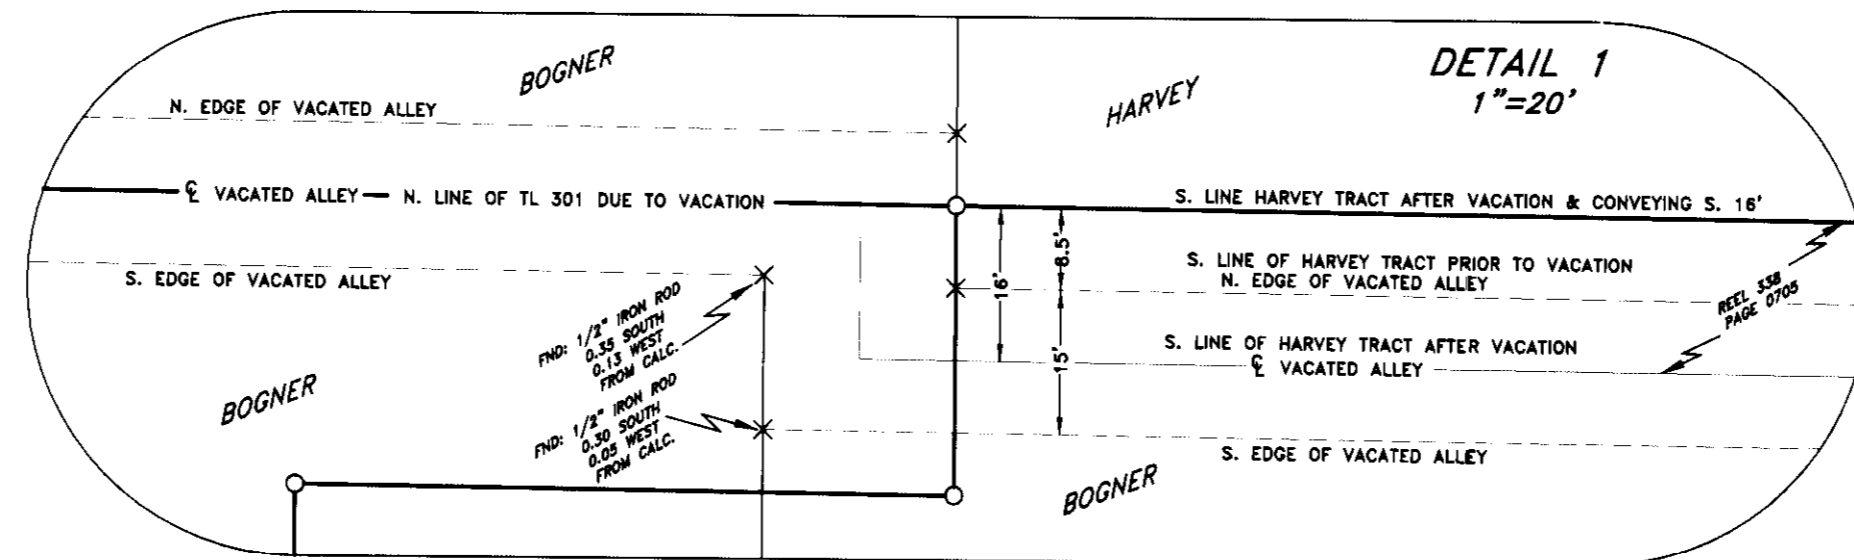 DETAIL 1
1"=20'
BOGNER
HARVEY
N. EDGE OF VACATED ALLEY
℄ VACATED ALLEY
N. LINE OF TL 301 DUE TO VACATION
S. LINE HARVEY TRACT AFTER VACATION & CONVEYING S. 16'
S. EDGE OF VACATED ALLEY
16'
8.5'
15'
S. LINE OF HARVEY TRACT PRIOR TO VACATION
N. EDGE OF VACATED ALLEY
REEL 338
PAGE 0705
FND: 1/2" IRON ROD
0.35 SOUTH
0.13 WEST
FROM CALC.
S. LINE OF HARVEY TRACT AFTER VACATION
℄ VACATED ALLEY
FND: 1/2" IRON ROD
0.30 SOUTH
0.05 WEST
FROM CALC.
BOGNER
S. EDGE OF VACATED ALLEY
BOGNER